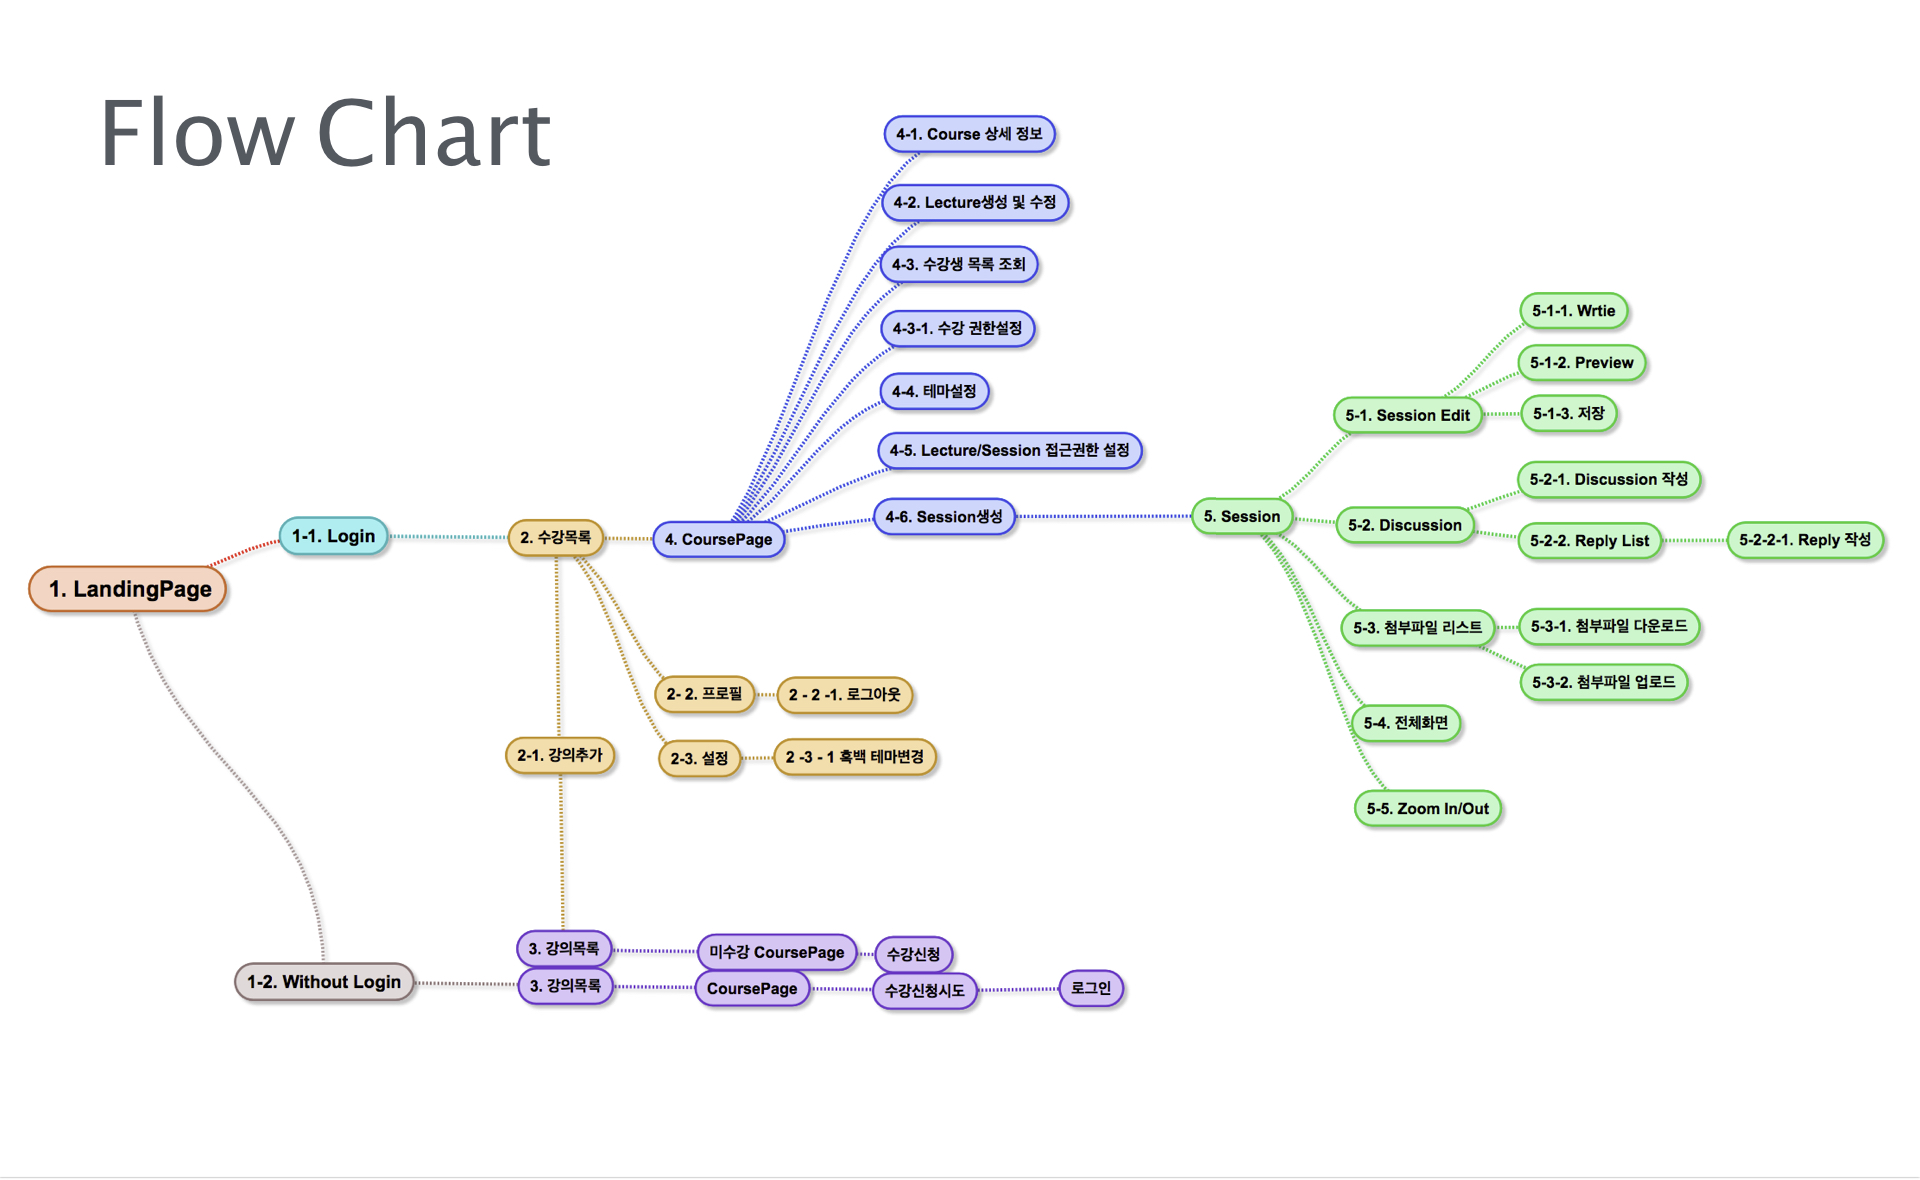 Flow Chart
4-1. Course 상세 정보
4-2. Lecture생성 및 수정
4-3. 수강생 목록 조회
4-3-1. 수강 권한설정
4-4. 테마설정
4-5. Lecture/Session 접근권한 설정
4-6. Session생성
5-1-1. Wrtie
5-1-2. Preview
5-1. Session Edit
5-1-3. 저장
5-2-1. Discussion 작성
5. Session
5-2. Discussion
5-2-2. Reply List
5-2-2-1. Reply 작성
1-1. Login
2. 수강목록
4. CoursePage
1. LandingPage
5-3. 첨부파일 리스트
5-3-1. 첨부파일 다운로드
5-3-2. 첨부파일 업로드
2- 2. 프로필
2 - 2 -1. 로그아웃
5-4. 전체화면
2-1. 강의추가
2-3. 설정
2 -3 - 1 흑백 테마변경
5-5. Zoom In/Out
3. 강의목록
미수강 CoursePage
수강신청
1-2. Without Login
3. 강의목록
CoursePage
수강신청시도
로그인